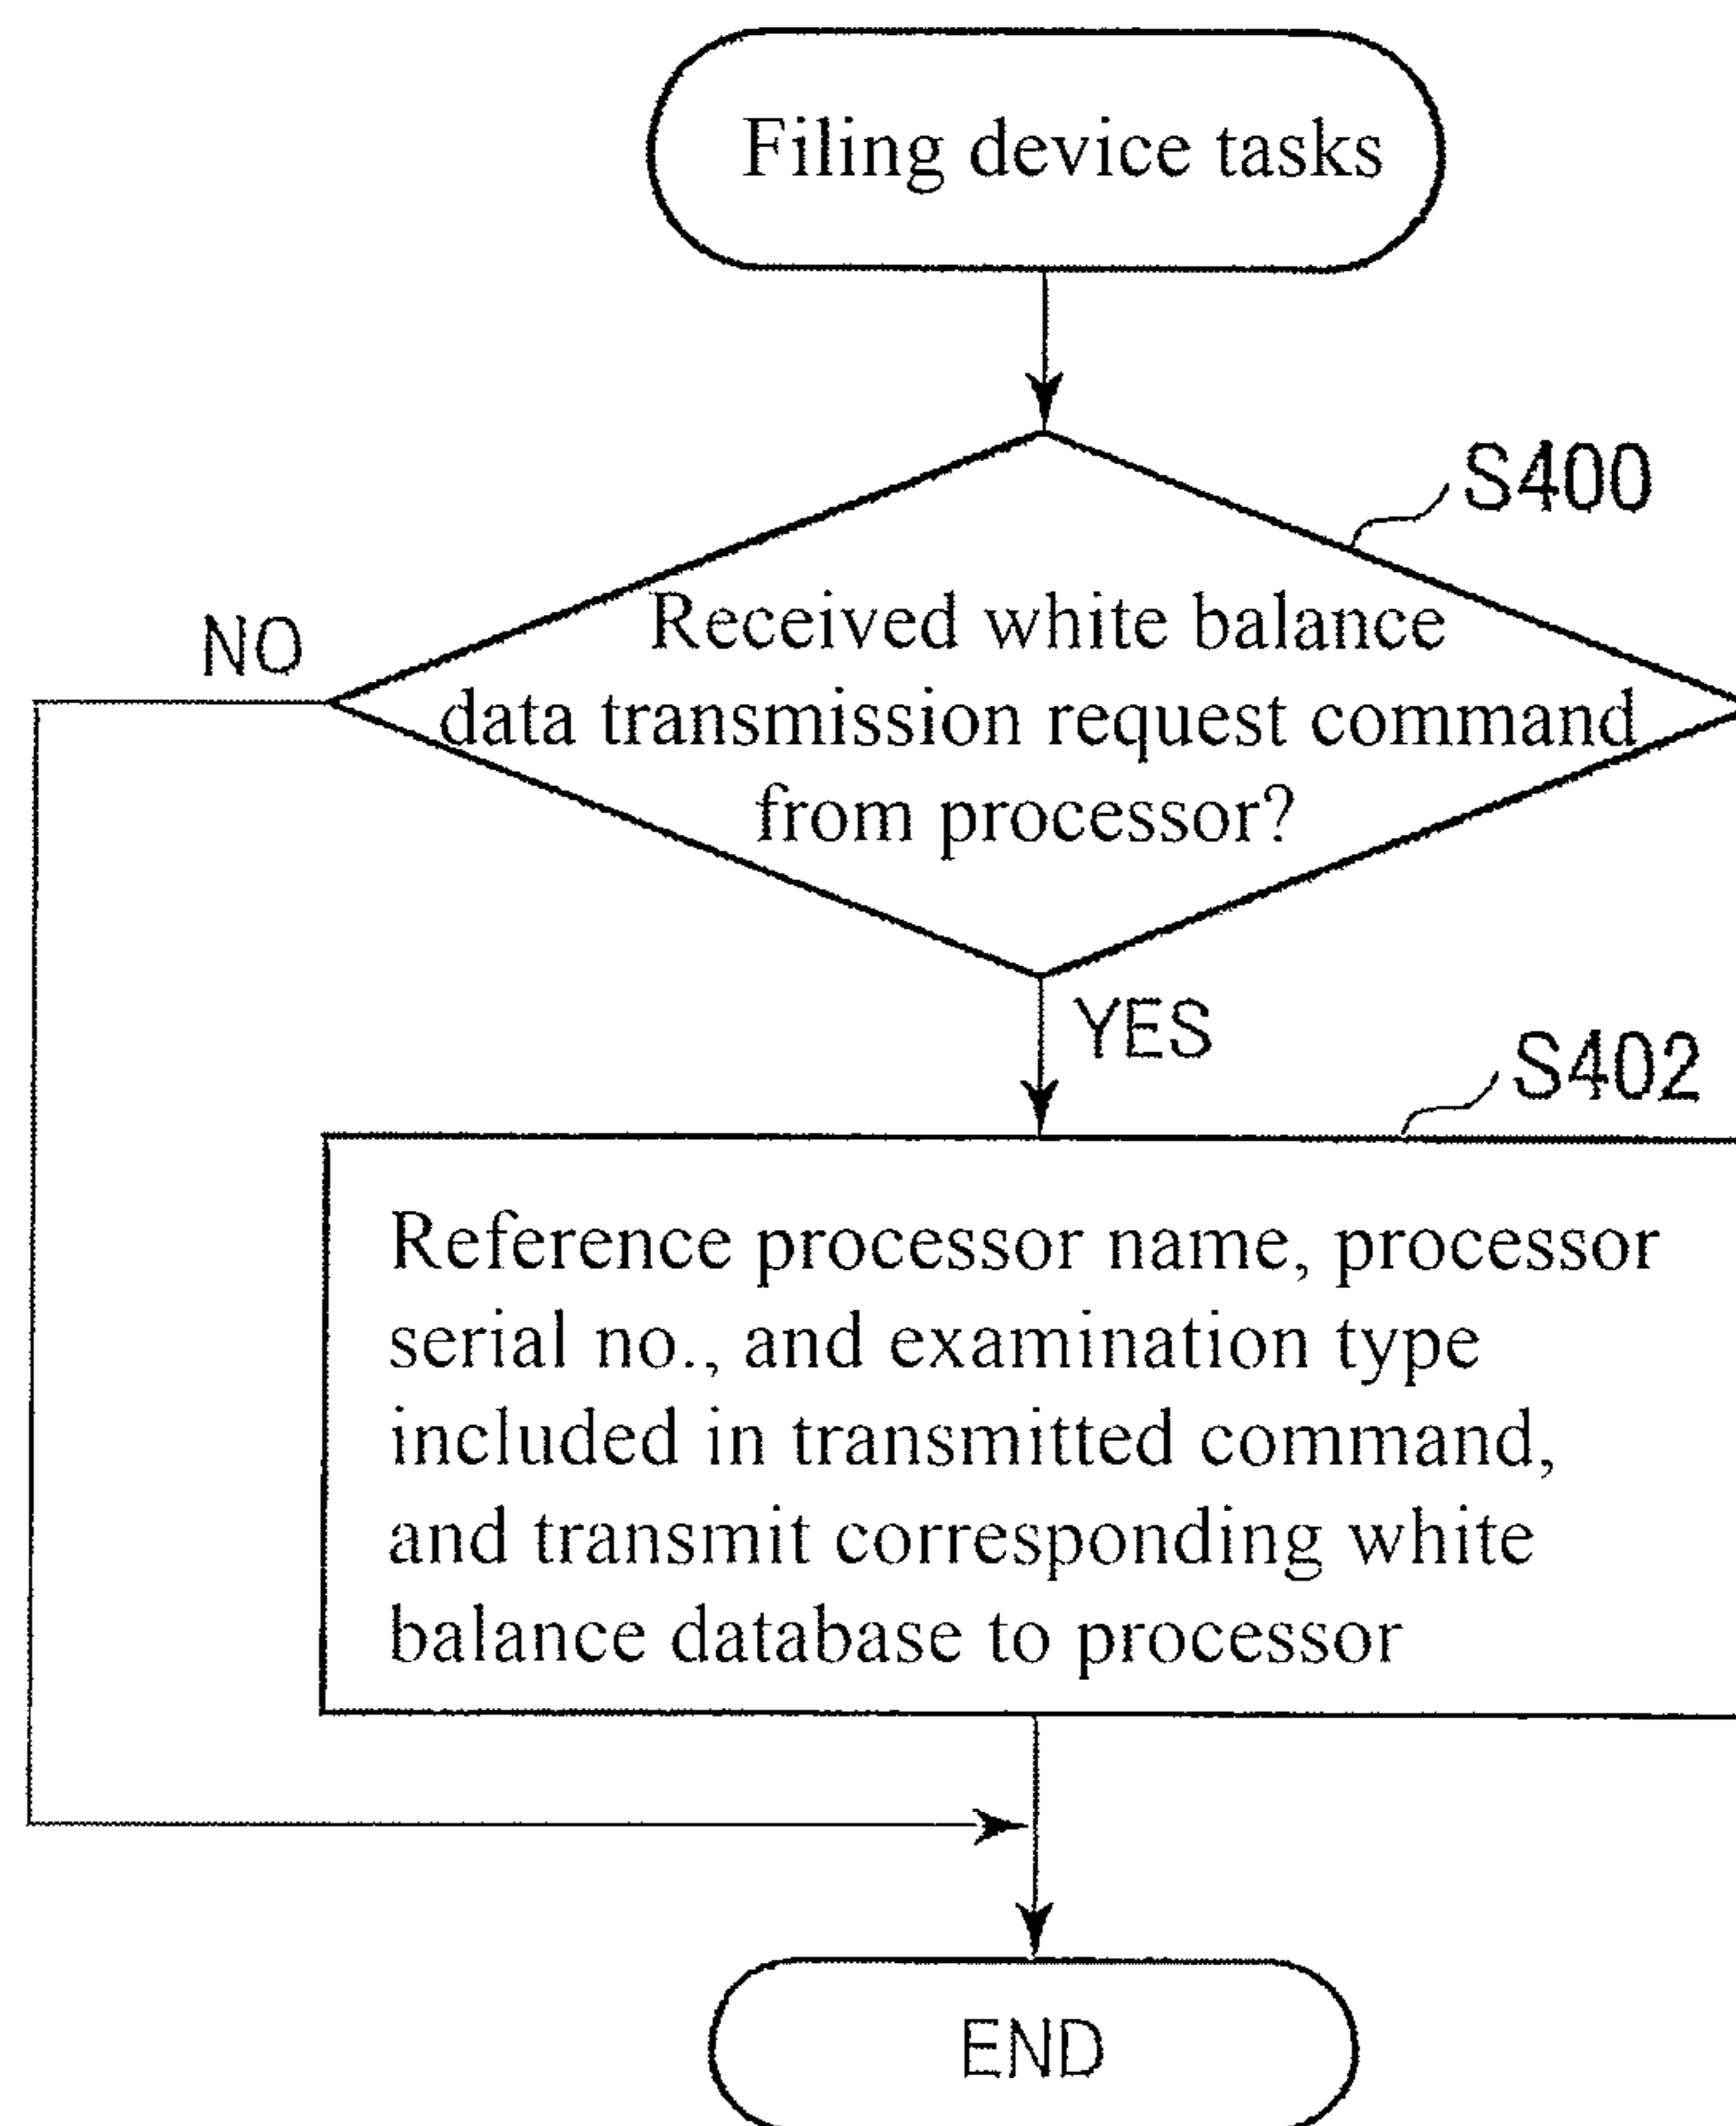 Filing device tasks
S400
Received white balance
NO
data transmission request command
from processor?
YES
S402
Reference processor name, processor
serial no., and examination type
included in transmitted command,
and transmit corresponding white
balance database to processor
END